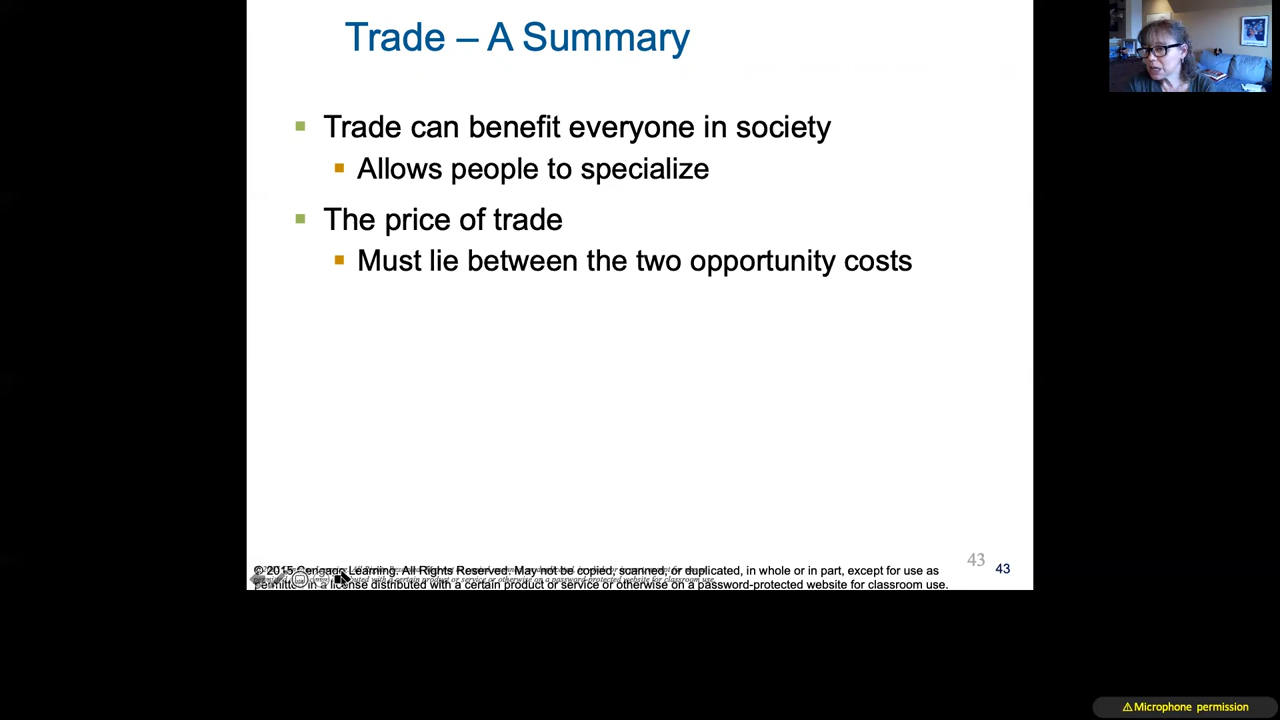 Trade – A Summary
Trade can benefit everyone in society
Allows people to specialize
The price of trade
Must lie between the two opportunity costs
43
43
© 2015 Cengage Learning. All Rights Reserved. May not be copied, scanned, or duplicated, in whole or in part, except for use as
permitted in a license distributed with a certain product or service or otherwise on a password-protected website for classroom use.
⚠Microphone permission